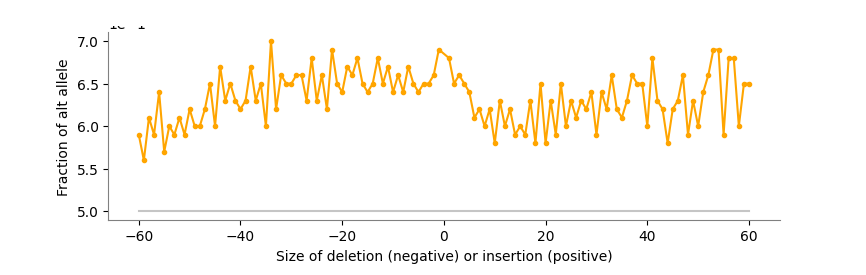 7.0
6.5
6.0
5.5
5.0
Fraction of alt allele
−60 −40 −20 0 20 40 60
Size of deletion (negative) or insertion (positive)